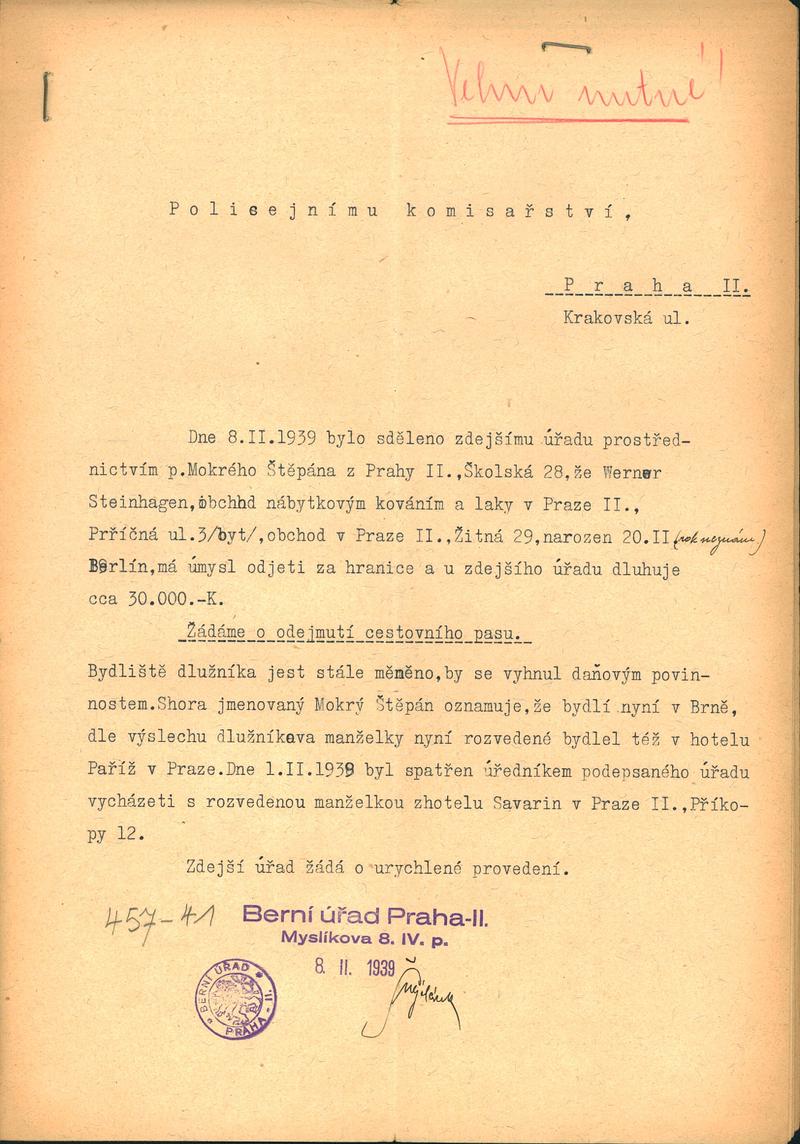 Velmi nutné!
Policejnímu komisařství,
Praha II.
Krakovská ul.
Dne 8.II.1939 bylo sděleno zdejšímu úřadu prostřed-
nictvím p.Mokrého Štěpána z Prahy II.,Školská 28,že Werner
Steinhagen,obchhd nábytkovým kováním a laky v Praze II.,
Přříčná ul.3/byt/,obchod v Praze II.,Žitná 29,narozen 20.II (rok neznám)
Berlín,má úmysl odjeti za hranice a u zdejšího úřadu dluhuje
cca 30.000.-K.
Žádáme o odejmutí cestovního pasu.
Bydliště dlužníka jest stále měněno,by se vyhnul daňovým povin-
nostem.Shora jmenovaný Mokrý Štěpán oznamuje,že bydlí nyní v Brně,
dle výslechu dlužníkova manželky nyní rozvedené bydlel též v hotelu
Paříž v Praze.Dne 1.II.1939 byl spatřen úředníkem podepsaného úřadu
vycházeti s rozvedenou manželkou zhotelu Savarin v Praze II.,Příko-
py 12.
Zdejší úřad žádá o urychlené provedení.
457-41
Berní úřad Praha-II.
Myslíkova 8. IV. p.
8. II. 1939
BERNÍ ÚŘAD PRAHA-II.